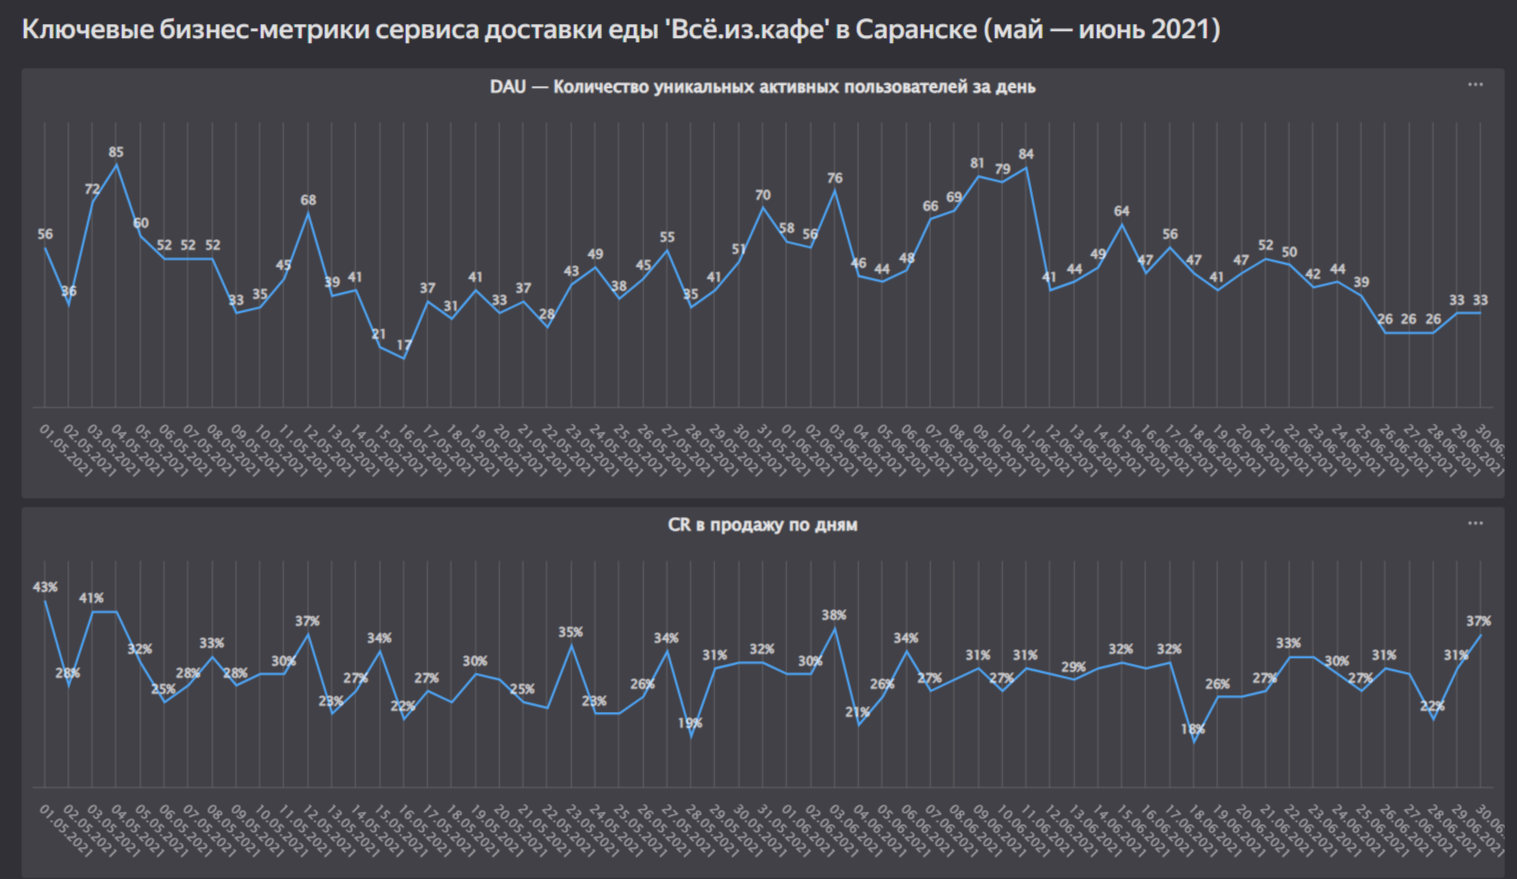 Ключевые бизнес-метрики сервиса доставки еды 'Всё.из.кафе' в Саранске (май — июнь 2021)
DAU — Количество уникальных активных пользователей за день
...
56 36 72 85 60 52 52 52 33 35 45 68 39 41 21 17 37 31 41 33 37 28 43 49 38 45 55 35 41 51 70 58 56 76 46 44 48 66 69 81 79 84 41 44 49 64 47 56 47 41 47 52 50 42 44 39 26 26 26 33 33
01.05.2021 02.05.2021 03.05.2021 04.05.2021 05.05.2021 06.05.2021 07.05.2021 08.05.2021 09.05.2021 10.05.2021 11.05.2021 12.05.2021 13.05.2021 14.05.2021 15.05.2021 16.05.2021 17.05.2021 18.05.2021 19.05.2021 20.05.2021 21.05.2021 22.05.2021 23.05.2021 24.05.2021 25.05.2021 26.05.2021 27.05.2021 28.05.2021 29.05.2021 30.05.2021 31.05.2021 01.06.2021 02.06.2021 03.06.2021 04.06.2021 05.06.2021 06.06.2021 07.06.2021 08.06.2021 09.06.2021 10.06.2021 11.06.2021 12.06.2021 13.06.2021 14.06.2021 15.06.2021 16.06.2021 17.06.2021 18.06.2021 19.06.2021 20.06.2021 21.06.2021 22.06.2021 23.06.2021 24.06.2021 25.06.2021 26.06.2021 27.06.2021 28.06.2021 29.06.2021 30.06.
CR в продажу по дням
...
43% 28% 41% 32% 25% 28% 33% 28% 30% 37% 23% 27% 34% 22% 27% 30% 25% 35% 23% 26% 34% 19% 31% 32% 30% 38% 21% 26% 34% 27% 31% 27% 31% 29% 32% 32% 18% 26% 27% 33% 30% 27% 31% 22% 31% 37%
01.05.2021 02.05.2021 03.05.2021 04.05.2021 05.05.2021 06.05.2021 07.05.2021 08.05.2021 09.05.2021 10.05.2021 11.05.2021 12.05.2021 13.05.2021 14.05.2021 15.05.2021 16.05.2021 17.05.2021 18.05.2021 19.05.2021 20.05.2021 21.05.2021 22.05.2021 23.05.2021 24.05.2021 25.05.2021 26.05.2021 27.05.2021 28.05.2021 29.05.2021 30.05.2021 31.05.2021 01.06.2021 02.06.2021 03.06.2021 04.06.2021 05.06.2021 06.06.2021 07.06.2021 08.06.2021 09.06.2021 10.06.2021 11.06.2021 12.06.2021 13.06.2021 14.06.2021 15.06.2021 16.06.2021 17.06.2021 18.06.2021 19.06.2021 20.06.2021 21.06.2021 22.06.2021 23.06.2021 24.06.2021 25.06.2021 26.06.2021 27.06.2021 28.06.2021 29.06.2021 30.06.